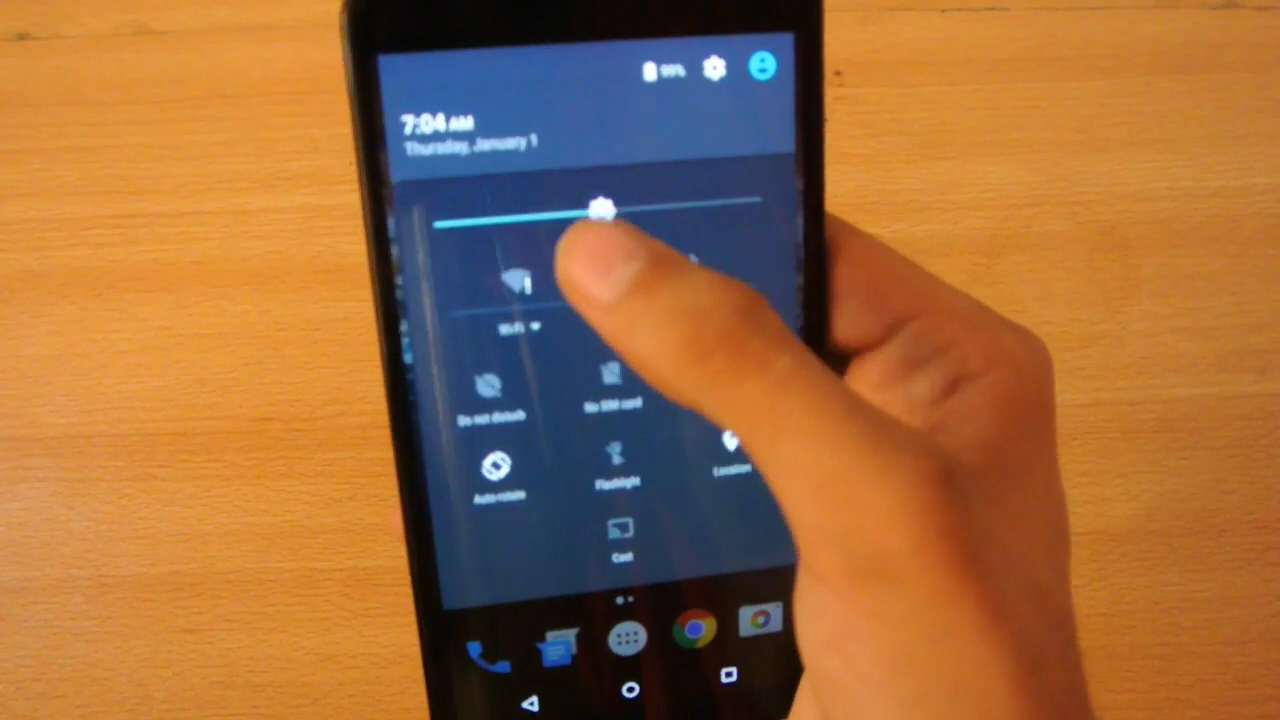 99%
7:04 AM
Thursday, January 1
Wi-Fi
Do not disturb
No SIM card
Auto-rotate
Flashlight
Location
Cast